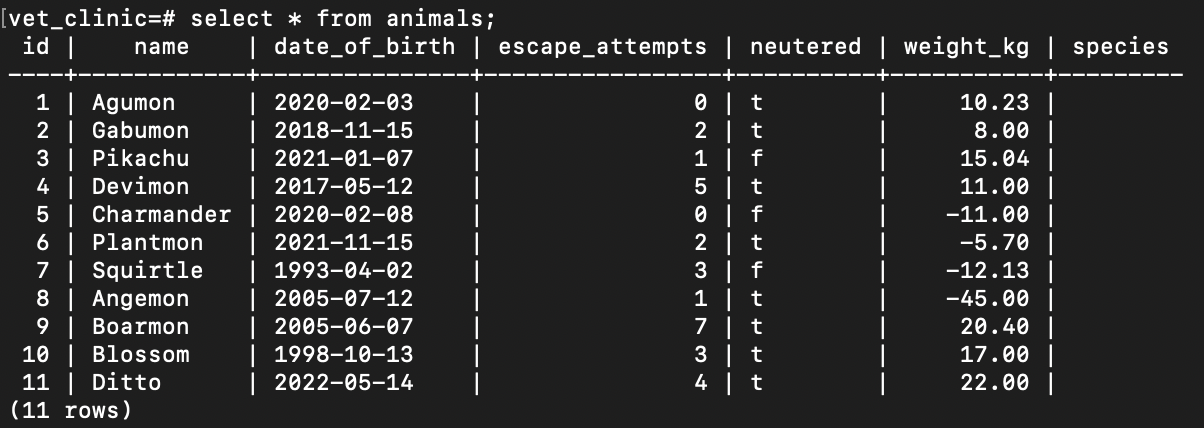 [vet_clinic=# select * from animals;
 id |    name    | date_of_birth | escape_attempts | neutered | weight_kg | species
----+------------+---------------+-----------------+----------+-----------+---------
  1 | Agumon     | 2020-02-03    |               0 | t        |     10.23 |
  2 | Gabumon    | 2018-11-15    |               2 | t        |      8.00 |
  3 | Pikachu    | 2021-01-07    |               1 | f        |     15.04 |
  4 | Devimon    | 2017-05-12    |               5 | t        |     11.00 |
  5 | Charmander | 2020-02-08    |               0 | f        |    -11.00 |
  6 | Plantmon   | 2021-11-15    |               2 | t        |     -5.70 |
  7 | Squirtle   | 1993-04-02    |               3 | f        |    -12.13 |
  8 | Angemon    | 2005-07-12    |               1 | t        |    -45.00 |
  9 | Boarmon    | 2005-06-07    |               7 | t        |     20.40 |
 10 | Blossom    | 1998-10-13    |               3 | t        |     17.00 |
 11 | Ditto      | 2022-05-14    |               4 | t        |     22.00 |
(11 rows)